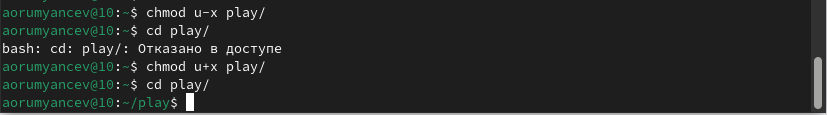 aorumyancev@10:~$ chmod u-x play/
aorumyancev@10:~$ cd play/
bash: cd: play/: Отказано в доступе
aorumyancev@10:~$ chmod u+x play/
aorumyancev@10:~$ cd play/
aorumyancev@10:~/play$